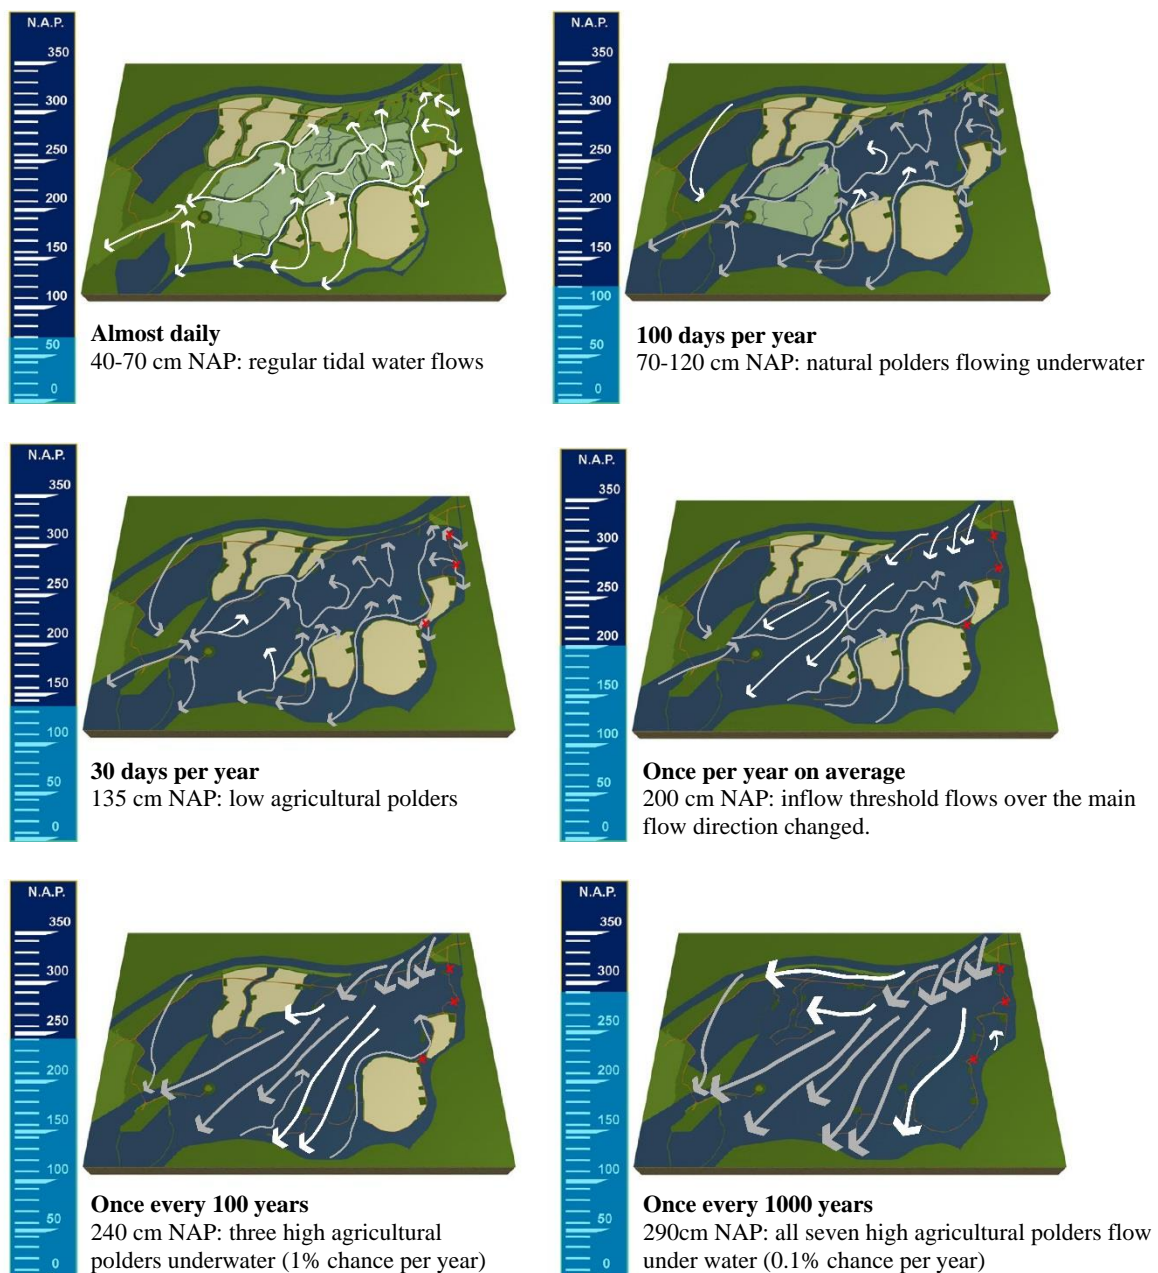 N.A.P.
350
300
250
200
150
100
50
0
Almost daily
40-70 cm NAP: regular tidal water flows
N.A.P.
350
300
250
200
150
100
50
0
100 days per year
70-120 cm NAP: natural polders flowing underwater
N.A.P.
350
300
250
200
150
100
50
0
30 days per year
135 cm NAP: low agricultural polders
N.A.P.
350
300
250
200
150
100
50
0
Once per year on average
200 cm NAP: inflow threshold flows over the main
flow direction changed.
N.A.P.
350
300
250
200
150
100
50
0
Once every 100 years
240 cm NAP: three high agricultural
polders underwater (1% chance per year)
N.A.P.
350
300
250
200
150
100
50
0
Once every 1000 years
290cm NAP: all seven high agricultural polders flow
under water (0.1% chance per year)